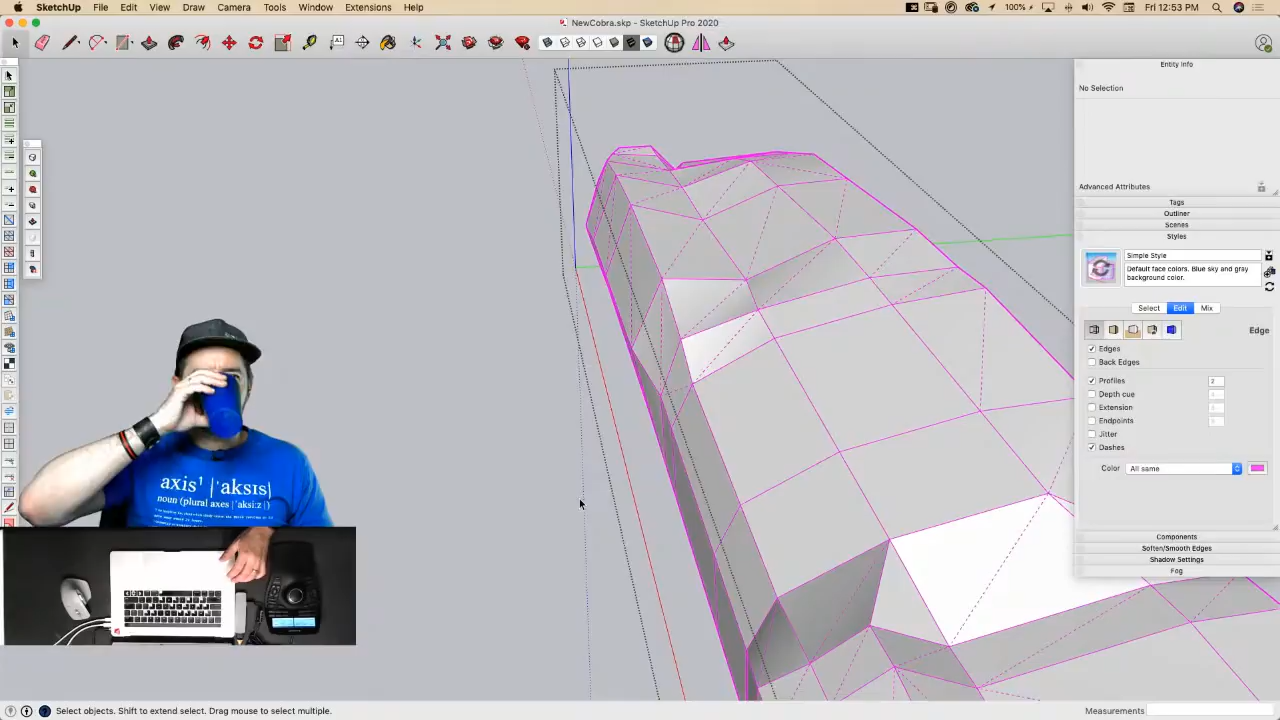 SketchUp File Edit View Draw Camera Tools Window Extensions Help
100% Fri 12:53 PM
NewCobra.skp - SketchUp Pro 2020
Entity Info
No Selection
Advanced Attributes
Tags
Outliner
Scenes
Styles
Simple Style
Default face colors. Blue sky and gray
background color.
Select Edit Mix
Edge
Edges
Back Edges
Profiles 2
Depth cue
Extension
Endpoints
Jitter
Dashes
Color All same
Components
Soften/Smooth Edges
Shadow Settings
Fog
axis¹ |ˈaksɪs|
noun (plural axes |ˈaksi:z|)
Select objects. Shift to extend select. Drag mouse to select multiple.
Measurements